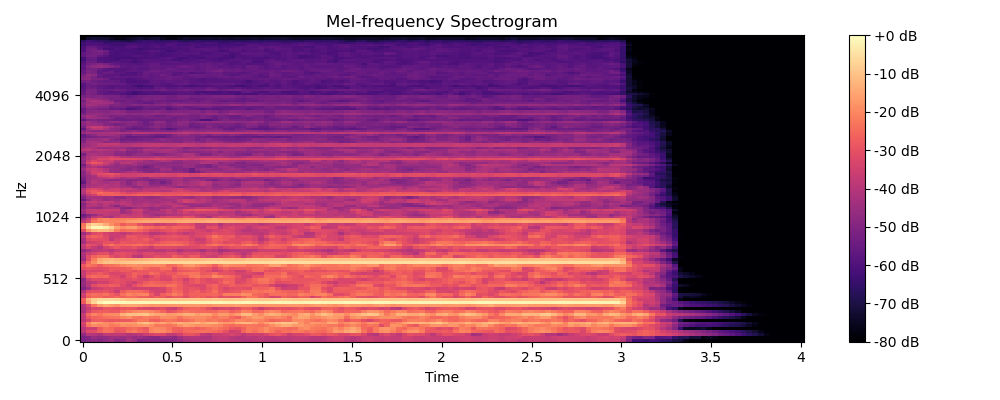 Mel-frequency Spectrogram
+0 dB
-10 dB
-20 dB
-30 dB
-40 dB
-50 dB
-60 dB
-70 dB
-80 dB
Hz
4096
2048
1024
512
0
0 0.5 1 1.5 2 2.5 3 3.5 4
Time